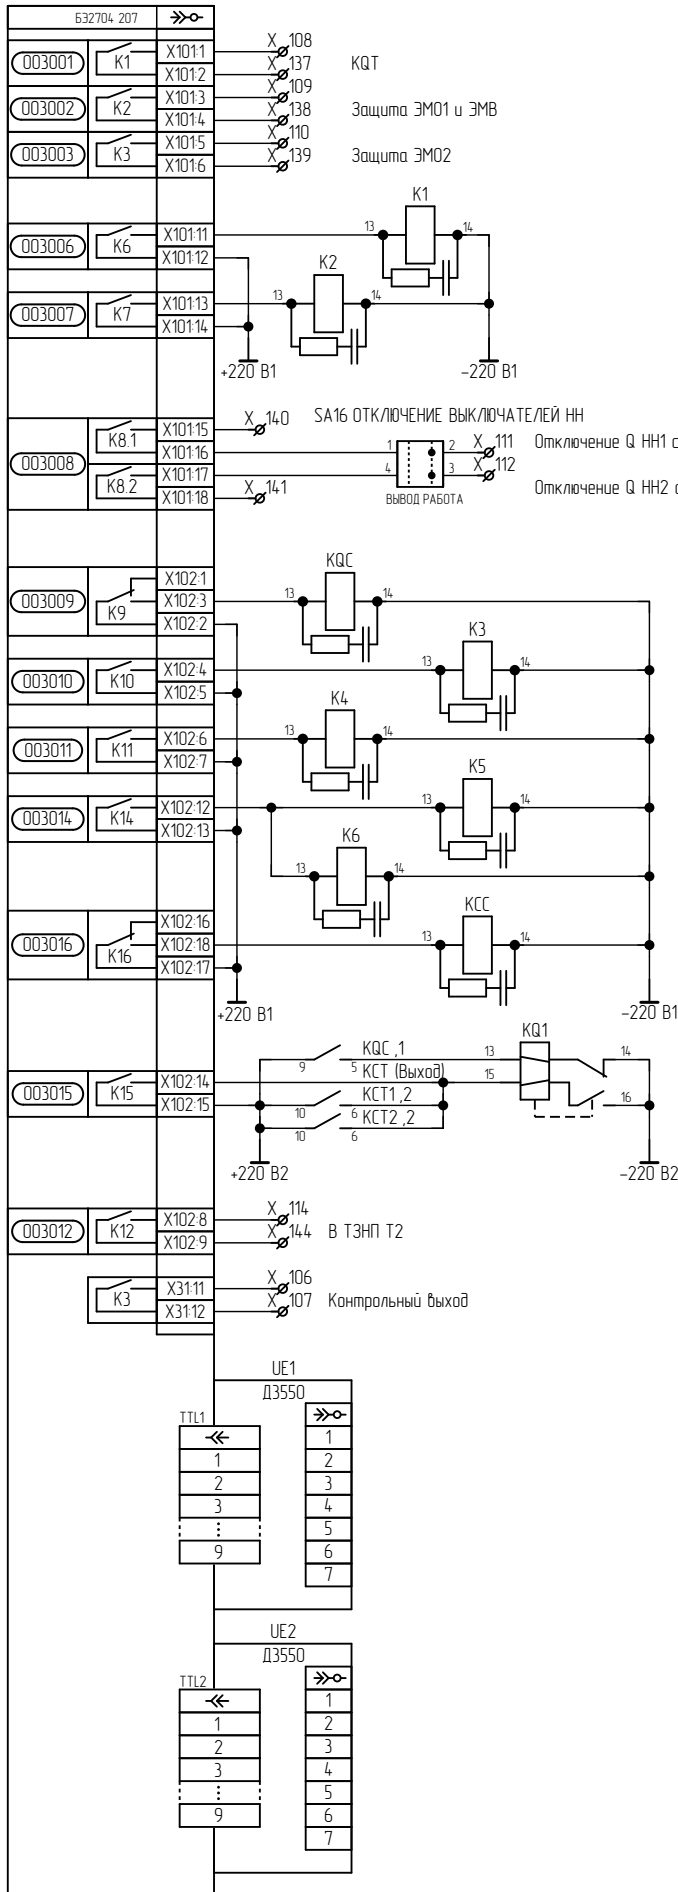 БЭ2704 207
003001 K1 X101:1 X 108
X101:2 X 137 KQT
003002 K2 X101:3 X 109
X101:4 X 138 Защита ЭМО1 и ЭМВ
003003 K3 X101:5 X 110
X101:6 X 139 Защита ЭМО2
K1
003006 K6 X101:11 13 14
X101:12
K2
003007 K7 X101:13 13 14
X101:14
+220 В1 -220 В1
003008 K8.1 X101:15 X 140 SA16 ОТКЛЮЧЕНИЕ ВЫКЛЮЧАТЕЛЕЙ НН
X101:16 1 2 X 111 Отключение Q НН1 с
K8.2 X101:17 4 3 X 112
X101:18 X 141 ВЫВОД РАБОТА Отключение Q НН2 с
KQC
003009 K9 X102:1
X102:3 13 14
X102:2
K3
003010 K10 X102:4 13 14
X102:5
K4
003011 K11 X102:6 13 14
X102:7
K5
003014 K14 X102:12 13 14
X102:13
K6
13 14
KCC
003016 K16 X102:16
X102:18 13 14
X102:17
+220 В1 -220 В1
KQ1
9 KQC ,1 5 13 14
003015 K15 X102:14 KCT (Выход) 15
X102:15 10 KCT1 ,2 6 16
10 KCT2 ,2 6
+220 В2 -220 В2
003012 K12 X102:8 X 114
X102:9 X 144 В ТЗНП Т2
K3 X31:11 X 106
X31:12 X 107 Контрольный выход
UE1
Д3550
TTL1
1
2
3
⋮
9
1
2
3
4
5
6
7
UE2
Д3550
TTL2
1
2
3
⋮
9
1
2
3
4
5
6
7